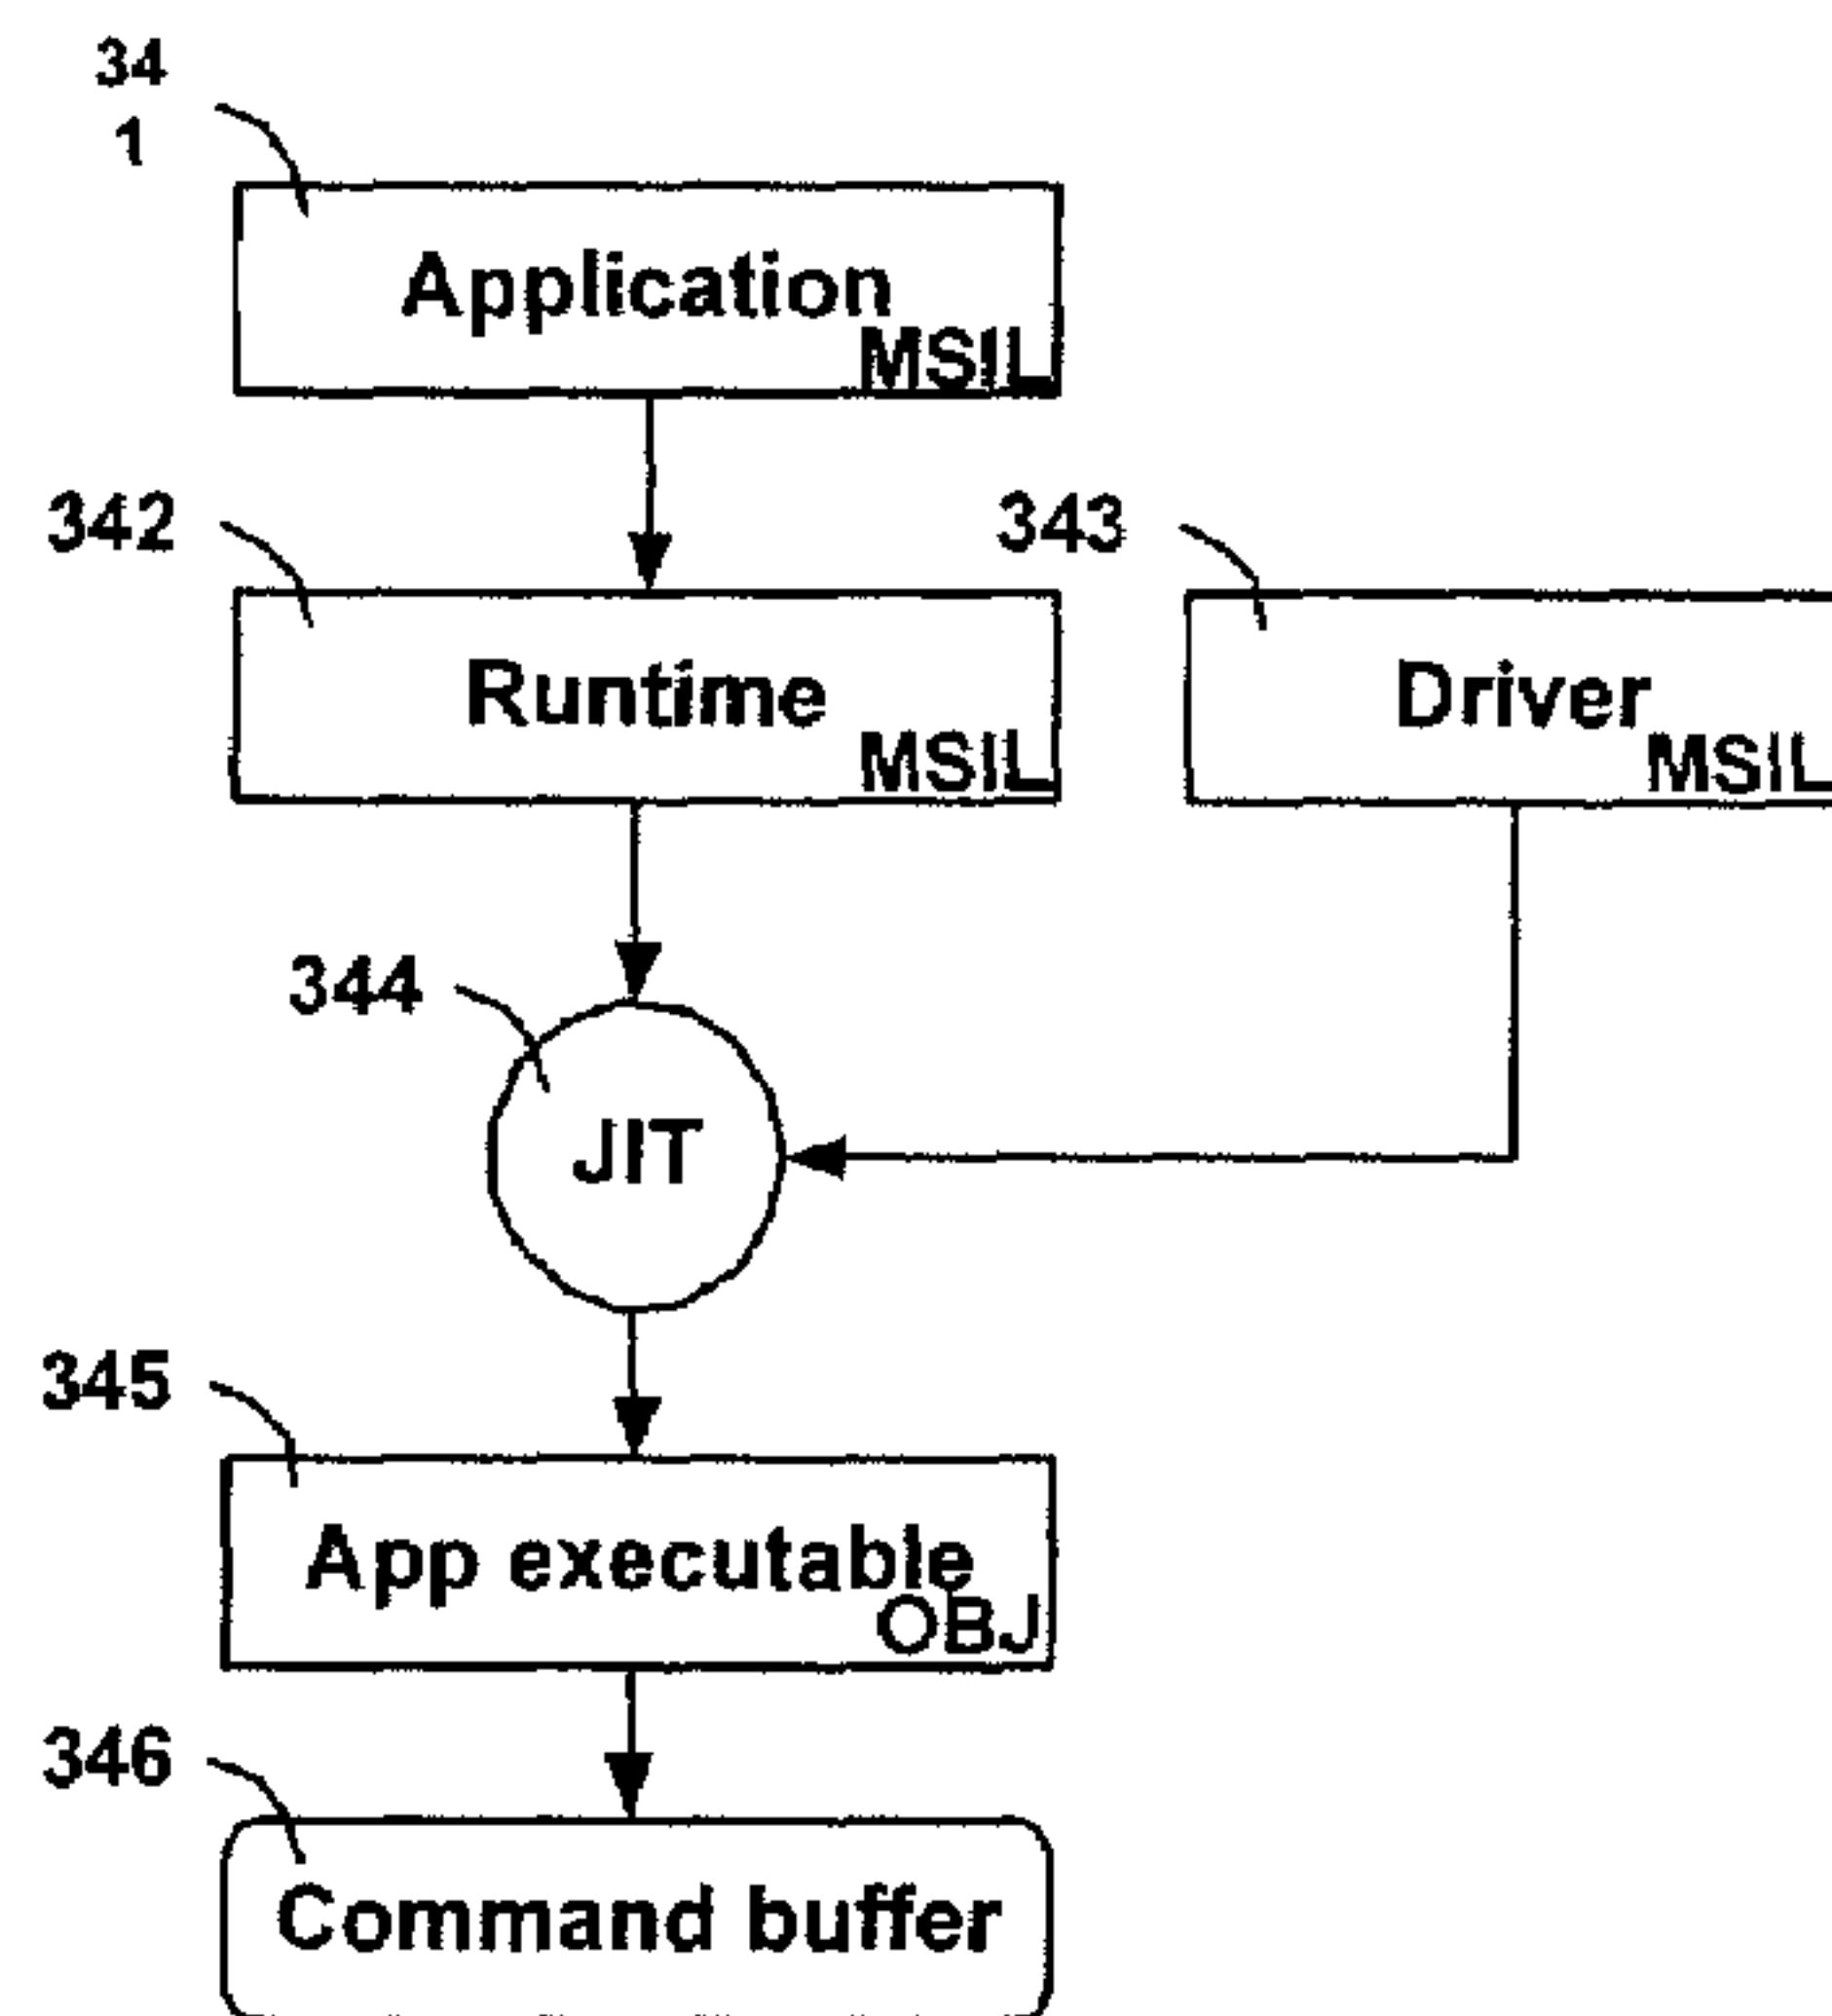 34
1
Application
MSIL
342
343
Runtime
MSIL
Driver
MSIL
344
JIT
345
App executable
OBJ
346
Command buffer